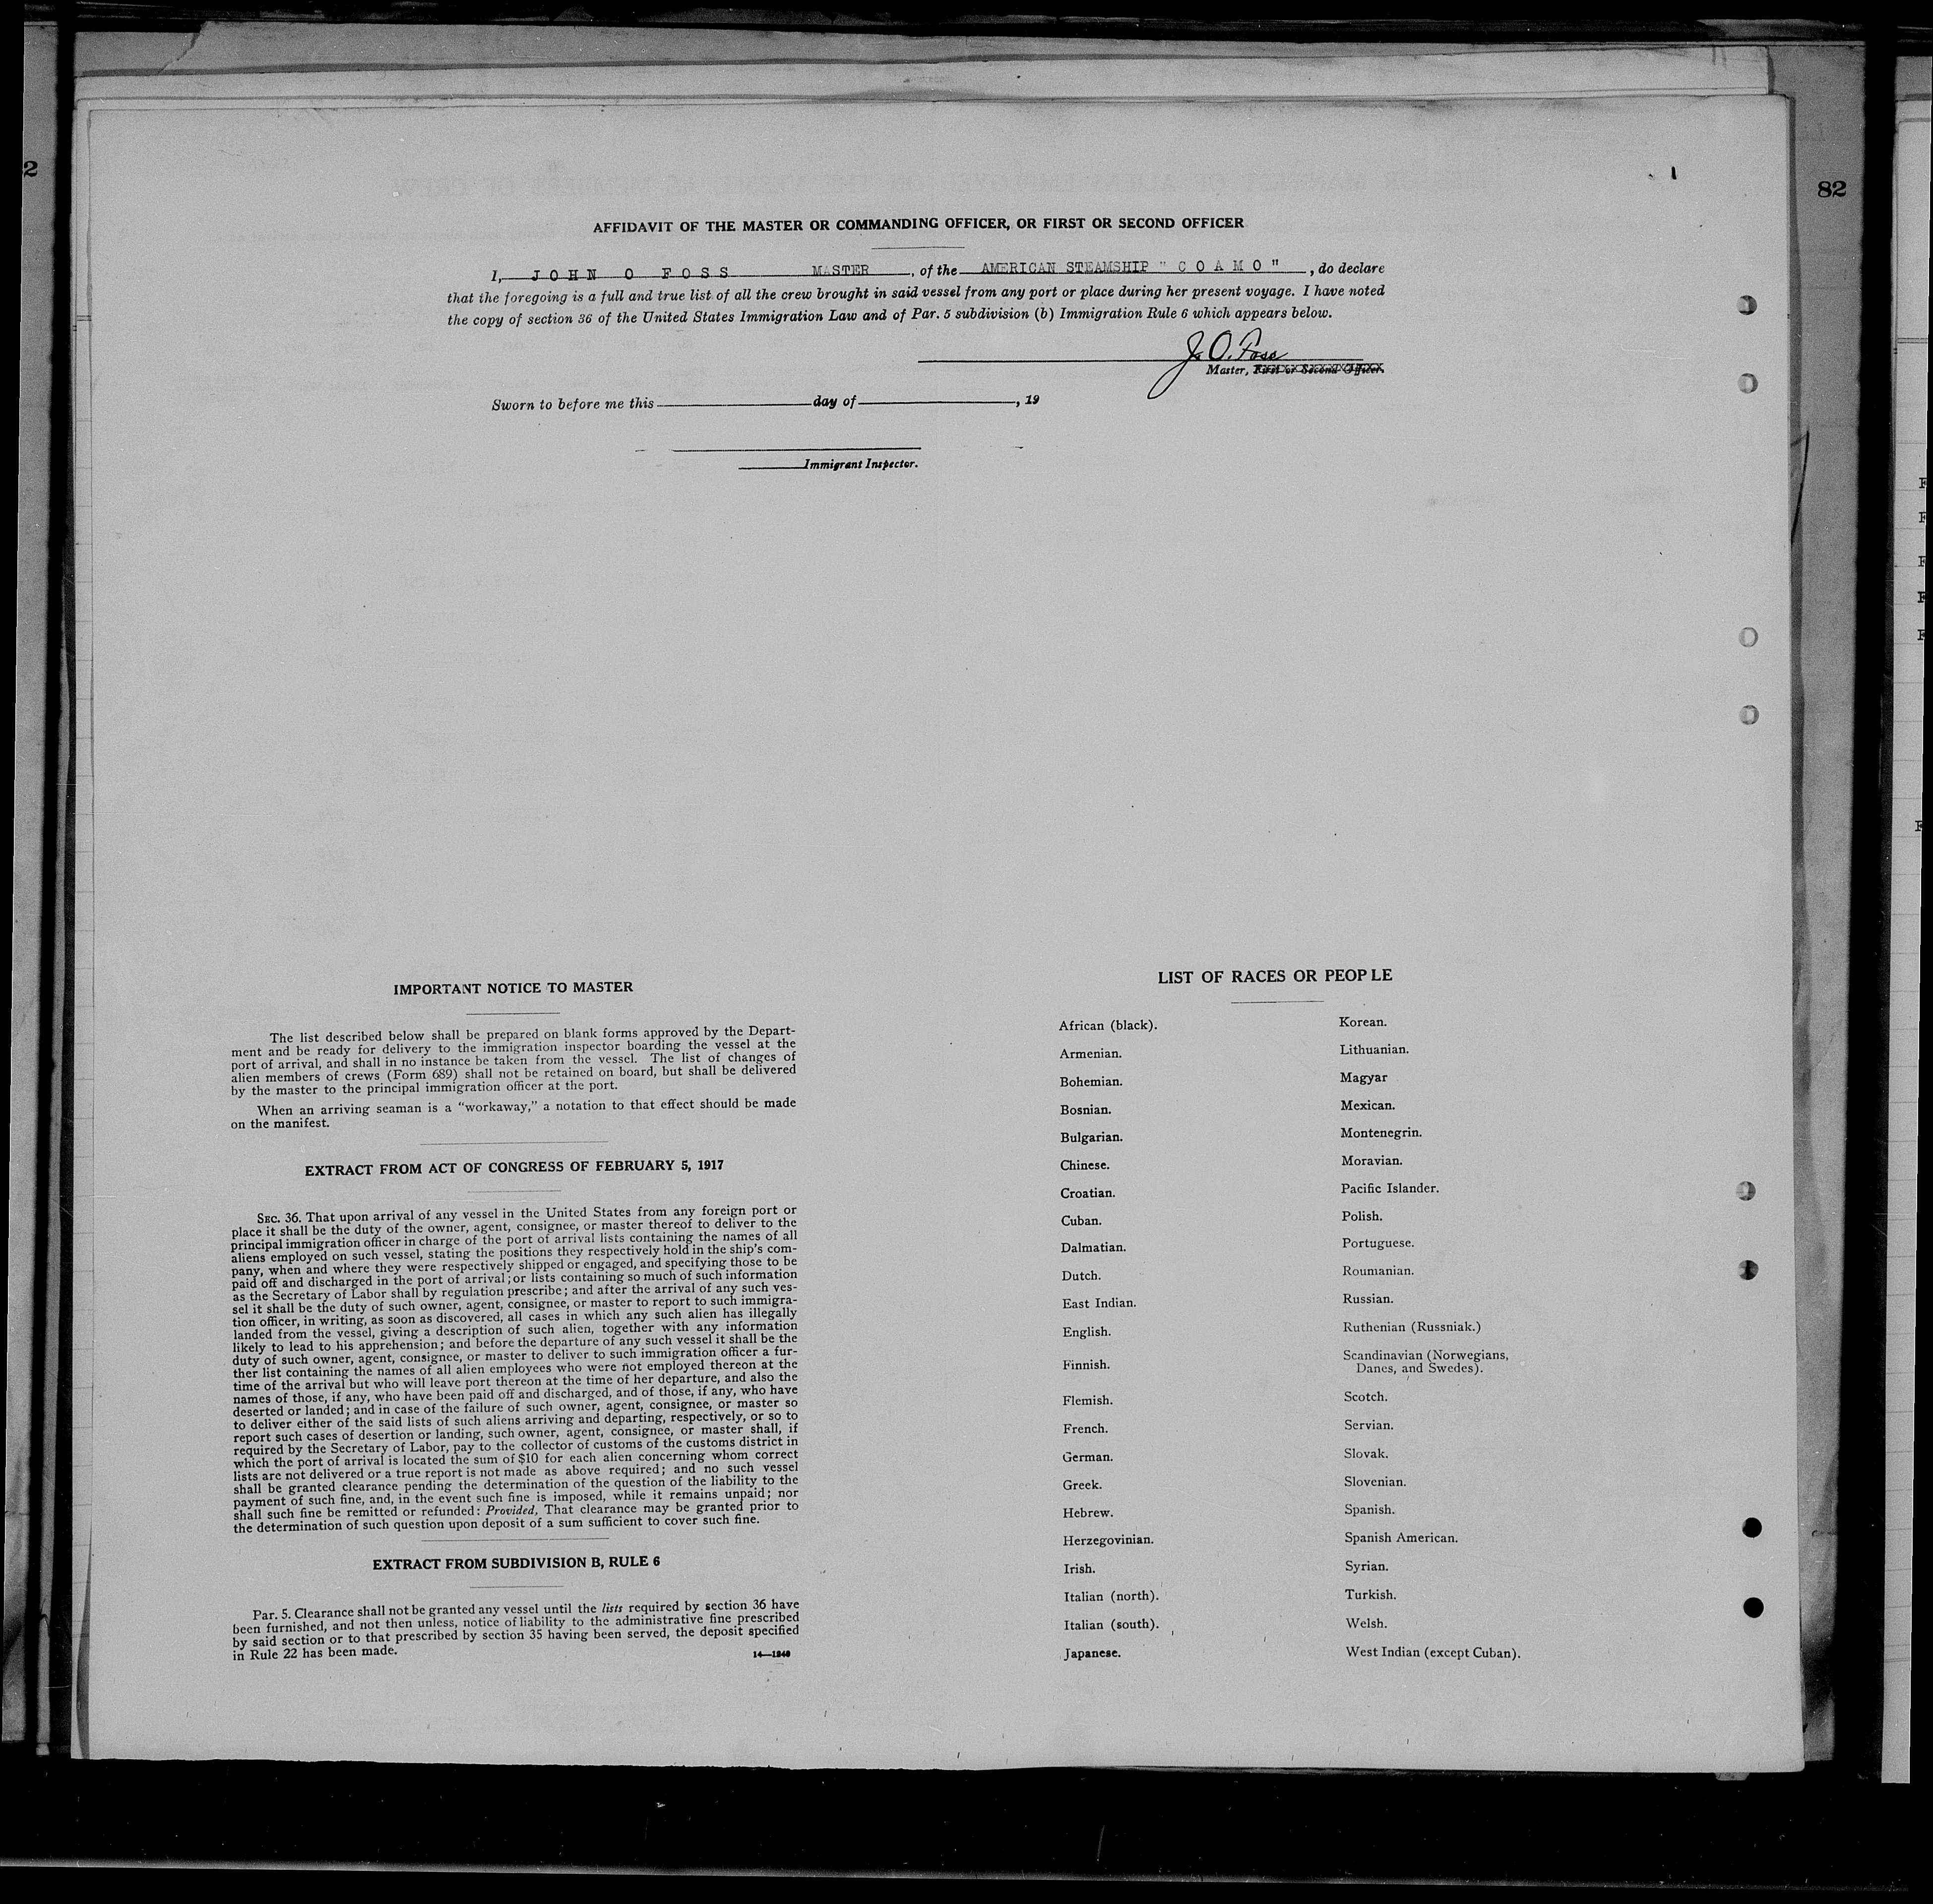 2
82
AFFIDAVIT OF THE MASTER OR COMMANDING OFFICER, OR FIRST OR SECOND OFFICER
I, JOHN O FOSS MASTER, of the AMERICAN STEAMSHIP " C O A M O ", do declare
that the foregoing is a full and true list of all the crew brought in said vessel from any port or place during her present voyage. I have noted
the copy of section 36 of the United States Immigration Law and of Par. 5 subdivision (b) Immigration Rule 6 which appears below.
J. O. Foss
Master, First or Second Officer.
Sworn to before me this day of , 19
Immigrant Inspector.
IMPORTANT NOTICE TO MASTER
The list described below shall be prepared on blank forms approved by the Depart-
ment and be ready for delivery to the immigration inspector boarding the vessel at the
port of arrival, and shall in no instance be taken from the vessel. The list of changes of
alien members of crews (Form 689) shall not be retained on board, but shall be delivered
by the master to the principal immigration officer at the port.
When an arriving seaman is a "workaway," a notation to that effect should be made
on the manifest.
EXTRACT FROM ACT OF CONGRESS OF FEBRUARY 5, 1917
SEC. 36. That upon arrival of any vessel in the United States from any foreign port or
place it shall be the duty of the owner, agent, consignee, or master thereof to deliver to the
principal immigration officer in charge of the port of arrival lists containing the names of all
aliens employed on such vessel, stating the positions they respectively hold in the ship's com-
pany, when and where they were respectively shipped or engaged, and specifying those to be
paid off and discharged in the port of arrival; or lists containing so much of such information
as the Secretary of Labor shall by regulation prescribe; and after the arrival of any such ves-
sel it shall be the duty of such owner, agent, consignee, or master to report to such immigra-
tion officer, in writing, as soon as discovered, all cases in which any such alien has illegally
landed from the vessel, giving a description of such alien, together with any information
likely to lead to his apprehension; and before the departure of any such vessel it shall be the
duty of such owner, agent, consignee, or master to deliver to such immigration officer a fur-
ther list containing the names of all alien employees who were not employed thereon at the
time of the arrival but who will leave port thereon at the time of her departure, and also the
names of those, if any, who have been paid off and discharged, and of those, if any, who have
deserted or landed; and in case of the failure of such owner, agent, consignee, or master so
to deliver either of the said lists of such aliens arriving and departing, respectively, or so to
report such cases of desertion or landing, such owner, agent, consignee, or master shall, if
required by the Secretary of Labor, pay to the collector of customs of the customs district in
which the port of arrival is located the sum of $10 for each alien concerning whom correct
lists are not delivered or a true report is not made as above required; and no such vessel
shall be granted clearance pending the determination of the question of the liability to the
payment of such fine, and, in the event such fine is imposed, while it remains unpaid; nor
shall such fine be remitted or refunded: Provided, That clearance may be granted prior to
the determination of such question upon deposit of a sum sufficient to cover such fine.
EXTRACT FROM SUBDIVISION B, RULE 6
Par. 5. Clearance shall not be granted any vessel until the lists required by section 36 have
been furnished, and not then unless, notice of liability to the administrative fine prescribed
by said section or to that prescribed by section 35 having been served, the deposit specified
in Rule 22 has been made.
14—1240
LIST OF RACES OR PEOPLE
African (black).
Armenian.
Bohemian.
Bosnian.
Bulgarian.
Chinese.
Croatian.
Cuban.
Dalmatian.
Dutch.
East Indian.
English.
Finnish.
Flemish.
French.
German.
Greek.
Hebrew.
Herzegovinian.
Irish.
Italian (north).
Italian (south).
Japanese.
Korean.
Lithuanian.
Magyar
Mexican.
Montenegrin.
Moravian.
Pacific Islander.
Polish.
Portuguese.
Roumanian.
Russian.
Ruthenian (Russniak.)
Scandinavian (Norwegians,
Danes, and Swedes).
Scotch.
Servian.
Slovak.
Slovenian.
Spanish.
Spanish American.
Syrian.
Turkish.
Welsh.
West Indian (except Cuban).